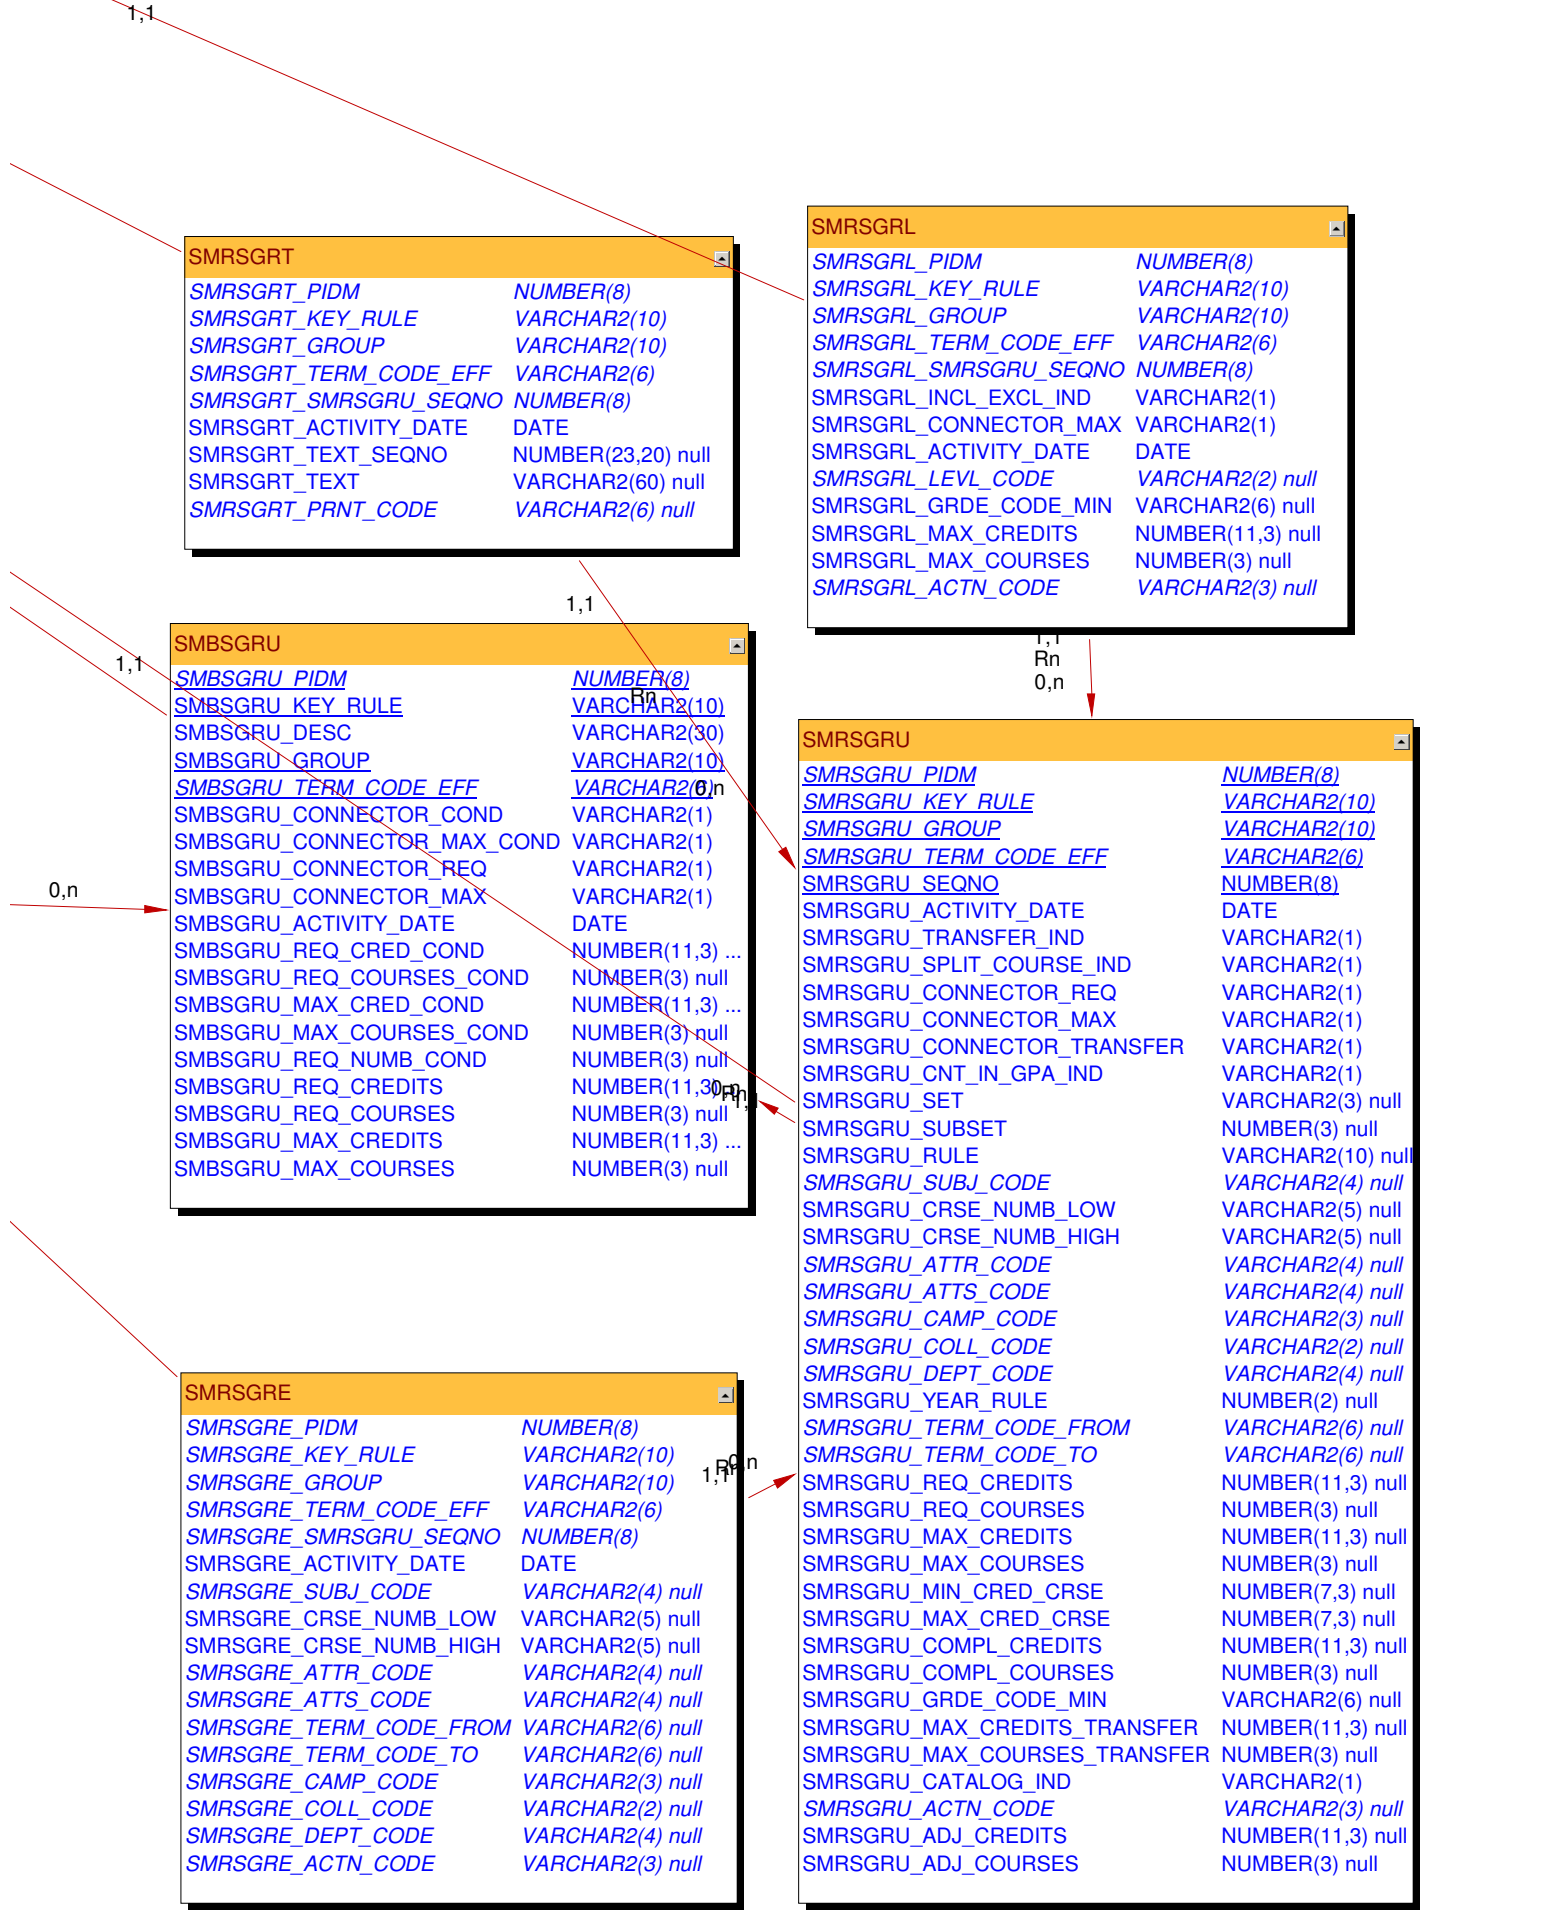 1,1
SMRSGRT
SMRSGRT_PIDM NUMBER(8)
SMRSGRT_KEY_RULE VARCHAR2(10)
SMRSGRT_GROUP VARCHAR2(10)
SMRSGRT_TERM_CODE_EFF VARCHAR2(6)
SMRSGRT_SMRSGRU_SEQNO NUMBER(8)
SMRSGRT_ACTIVITY_DATE DATE
SMRSGRT_TEXT_SEQNO NUMBER(23,20) null
SMRSGRT_TEXT VARCHAR2(60) null
SMRSGRT_PRNT_CODE VARCHAR2(6) null
SMRSGRL
SMRSGRL_PIDM NUMBER(8)
SMRSGRL_KEY_RULE VARCHAR2(10)
SMRSGRL_GROUP VARCHAR2(10)
SMRSGRL_TERM_CODE_EFF VARCHAR2(6)
SMRSGRL_SMRSGRU_SEQNO NUMBER(8)
SMRSGRL_INCL_EXCL_IND VARCHAR2(1)
SMRSGRL_CONNECTOR_MAX VARCHAR2(1)
SMRSGRL_ACTIVITY_DATE DATE
SMRSGRL_LEVL_CODE VARCHAR2(2) null
SMRSGRL_GRDE_CODE_MIN VARCHAR2(6) null
SMRSGRL_MAX_CREDITS NUMBER(11,3) null
SMRSGRL_MAX_COURSES NUMBER(3) null
SMRSGRL_ACTN_CODE VARCHAR2(3) null
1,1
1,1
Rn
0,n
1,1
Rn
0,n
0,n
SMBSGRU
SMBSGRU_PIDM NUMBER(8)
SMBSGRU_KEY_RULE VARCHAR2(10)
SMBSGRU_DESC VARCHAR2(30)
SMBSGRU_GROUP VARCHAR2(10)
SMBSGRU_TERM_CODE_EFF VARCHAR2(6)
SMBSGRU_CONNECTOR_COND VARCHAR2(1)
SMBSGRU_CONNECTOR_MAX_COND VARCHAR2(1)
SMBSGRU_CONNECTOR_REQ VARCHAR2(1)
SMBSGRU_CONNECTOR_MAX VARCHAR2(1)
SMBSGRU_ACTIVITY_DATE DATE
SMBSGRU_REQ_CRED_COND NUMBER(11,3) ...
SMBSGRU_REQ_COURSES_COND NUMBER(3) null
SMBSGRU_MAX_CRED_COND NUMBER(11,3) ...
SMBSGRU_MAX_COURSES_COND NUMBER(3) null
SMBSGRU_REQ_NUMB_COND NUMBER(3) null
SMBSGRU_REQ_CREDITS NUMBER(11,3)
SMBSGRU_REQ_COURSES NUMBER(3) null
SMBSGRU_MAX_CREDITS NUMBER(11,3) ...
SMBSGRU_MAX_COURSES NUMBER(3) null
0,n
Rn
1,1
SMRSGRU
SMRSGRU_PIDM NUMBER(8)
SMRSGRU_KEY_RULE VARCHAR2(10)
SMRSGRU_GROUP VARCHAR2(10)
SMRSGRU_TERM_CODE_EFF VARCHAR2(6)
SMRSGRU_SEQNO NUMBER(8)
SMRSGRU_ACTIVITY_DATE DATE
SMRSGRU_TRANSFER_IND VARCHAR2(1)
SMRSGRU_SPLIT_COURSE_IND VARCHAR2(1)
SMRSGRU_CONNECTOR_REQ VARCHAR2(1)
SMRSGRU_CONNECTOR_MAX VARCHAR2(1)
SMRSGRU_CONNECTOR_TRANSFER VARCHAR2(1)
SMRSGRU_CNT_IN_GPA_IND VARCHAR2(1)
SMRSGRU_SET VARCHAR2(3) null
SMRSGRU_SUBSET NUMBER(3) null
SMRSGRU_RULE VARCHAR2(10) null
SMRSGRU_SUBJ_CODE VARCHAR2(4) null
SMRSGRU_CRSE_NUMB_LOW VARCHAR2(5) null
SMRSGRU_CRSE_NUMB_HIGH VARCHAR2(5) null
SMRSGRU_ATTR_CODE VARCHAR2(4) null
SMRSGRU_ATTS_CODE VARCHAR2(4) null
SMRSGRU_CAMP_CODE VARCHAR2(3) null
SMRSGRU_COLL_CODE VARCHAR2(2) null
SMRSGRU_DEPT_CODE VARCHAR2(4) null
SMRSGRU_YEAR_RULE NUMBER(2) null
SMRSGRU_TERM_CODE_FROM VARCHAR2(6) null
SMRSGRU_TERM_CODE_TO VARCHAR2(6) null
SMRSGRU_REQ_CREDITS NUMBER(11,3) null
SMRSGRU_REQ_COURSES NUMBER(3) null
SMRSGRU_MAX_CREDITS NUMBER(11,3) null
SMRSGRU_MAX_COURSES NUMBER(3) null
SMRSGRU_MIN_CRED_CRSE NUMBER(7,3) null
SMRSGRU_MAX_CRED_CRSE NUMBER(7,3) null
SMRSGRU_COMPL_CREDITS NUMBER(11,3) null
SMRSGRU_COMPL_COURSES NUMBER(3) null
SMRSGRU_GRDE_CODE_MIN VARCHAR2(6) null
SMRSGRU_MAX_CREDITS_TRANSFER NUMBER(11,3) null
SMRSGRU_MAX_COURSES_TRANSFER NUMBER(3) null
SMRSGRU_CATALOG_IND VARCHAR2(1)
SMRSGRU_ACTN_CODE VARCHAR2(3) null
SMRSGRU_ADJ_CREDITS NUMBER(11,3) null
SMRSGRU_ADJ_COURSES NUMBER(3) null
SMRSGRE
SMRSGRE_PIDM NUMBER(8)
SMRSGRE_KEY_RULE VARCHAR2(10)
SMRSGRE_GROUP VARCHAR2(10)
SMRSGRE_TERM_CODE_EFF VARCHAR2(6)
SMRSGRE_SMRSGRU_SEQNO NUMBER(8)
SMRSGRE_ACTIVITY_DATE DATE
SMRSGRE_SUBJ_CODE VARCHAR2(4) null
SMRSGRE_CRSE_NUMB_LOW VARCHAR2(5) null
SMRSGRE_CRSE_NUMB_HIGH VARCHAR2(5) null
SMRSGRE_ATTR_CODE VARCHAR2(4) null
SMRSGRE_ATTS_CODE VARCHAR2(4) null
SMRSGRE_TERM_CODE_FROM VARCHAR2(6) null
SMRSGRE_TERM_CODE_TO VARCHAR2(6) null
SMRSGRE_CAMP_CODE VARCHAR2(3) null
SMRSGRE_COLL_CODE VARCHAR2(2) null
SMRSGRE_DEPT_CODE VARCHAR2(4) null
SMRSGRE_ACTN_CODE VARCHAR2(3) null
0,n
Rn
1,1